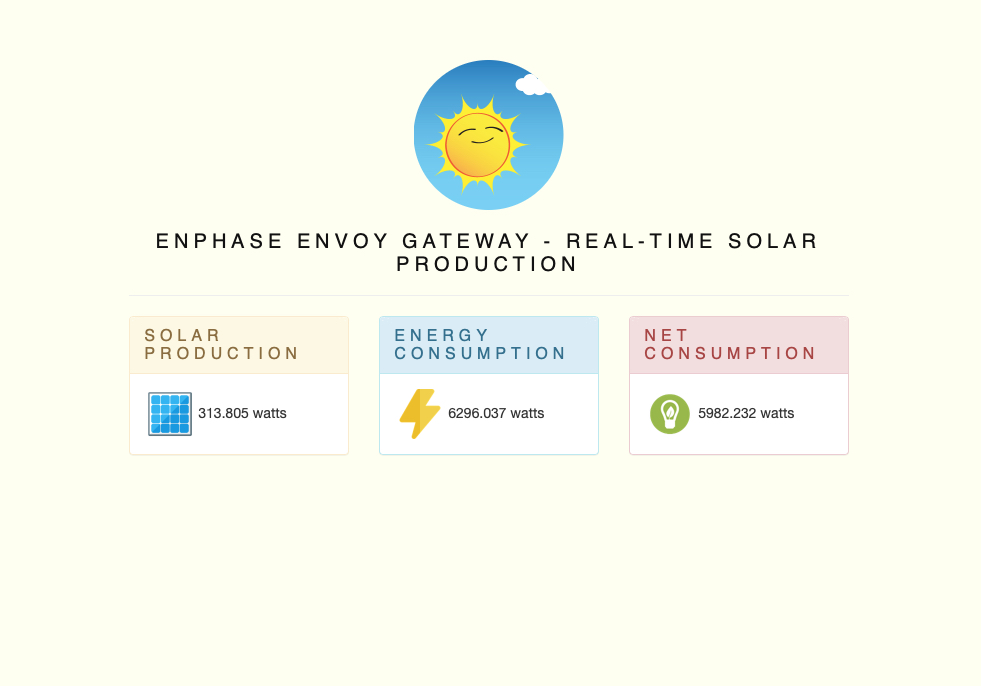 ENPHASE ENVOY GATEWAY - REAL-TIME SOLAR
PRODUCTION
SOLAR
PRODUCTION
313.805 watts
ENERGY
CONSUMPTION
6296.037 watts
NET
CONSUMPTION
5982.232 watts